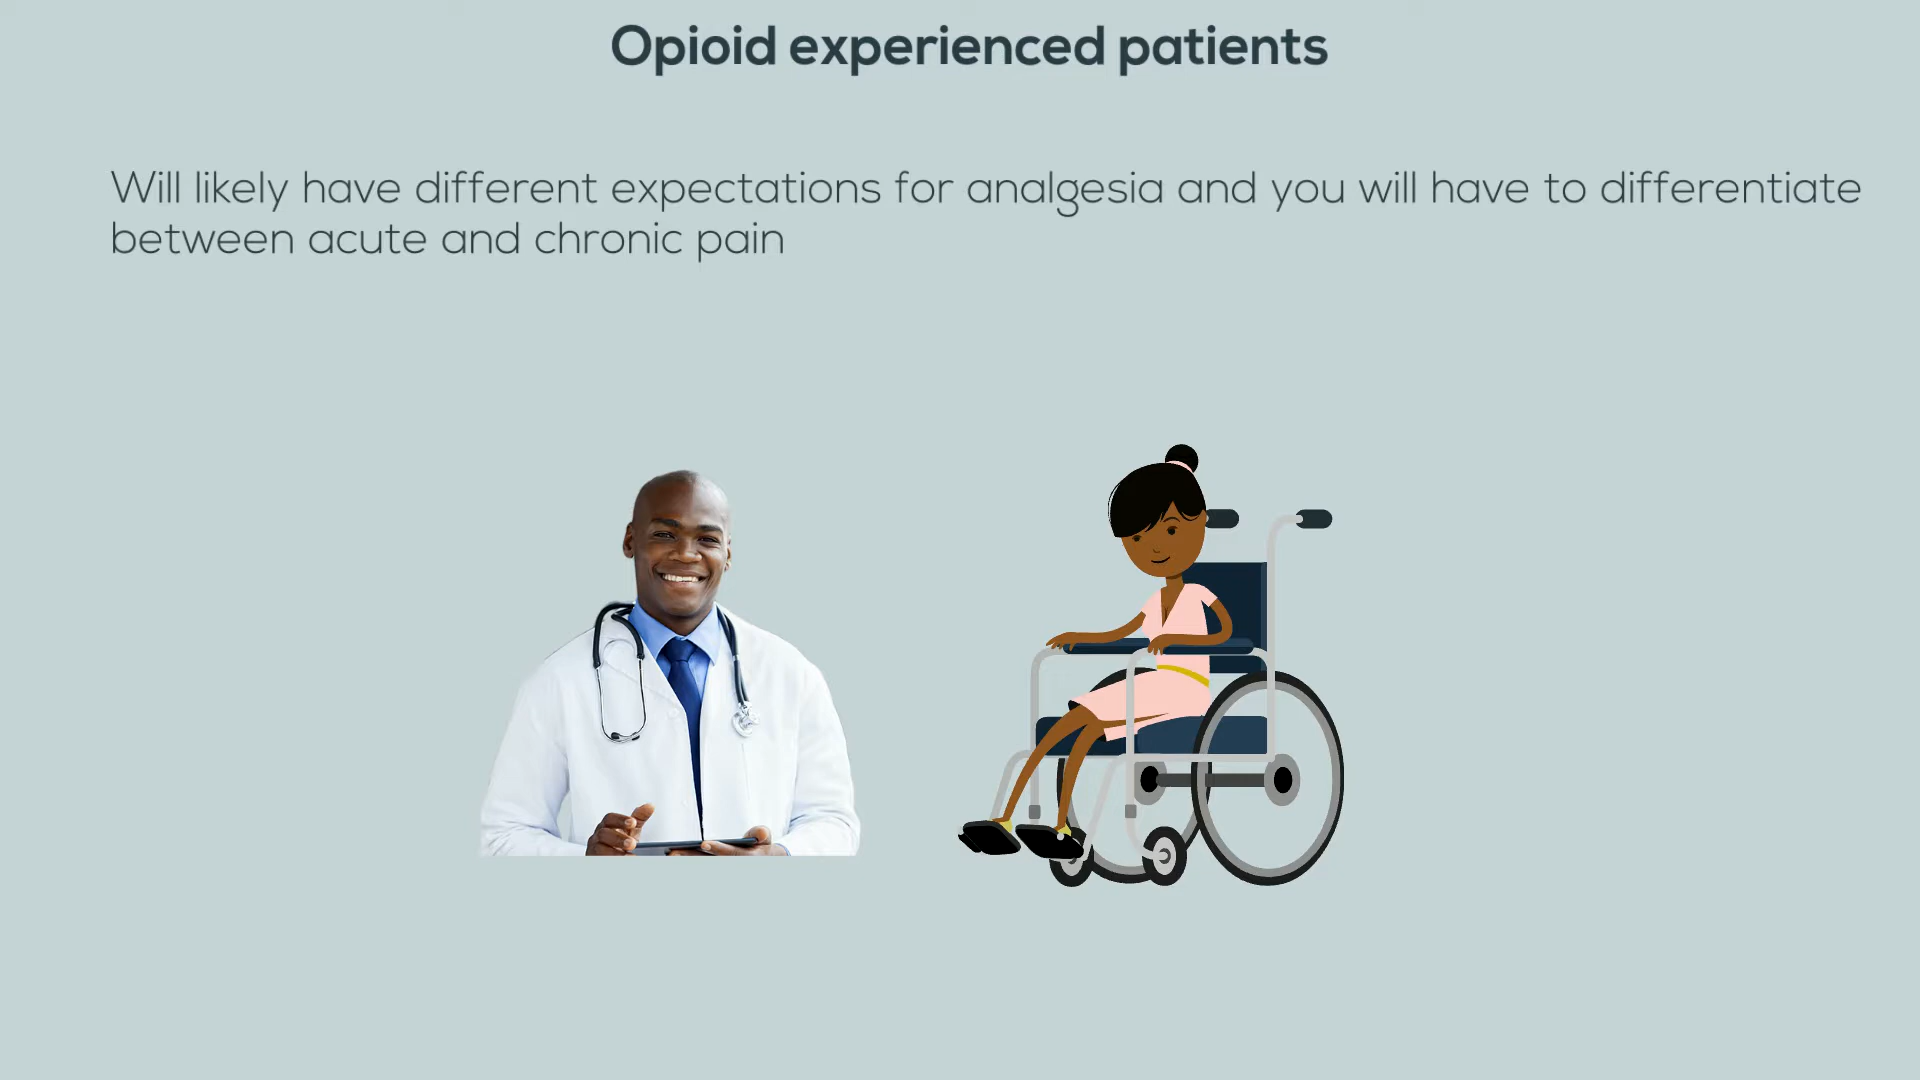 Opioid experienced patients
Will likely have different expectations for analgesia and you will have to differentiate
between acute and chronic pain